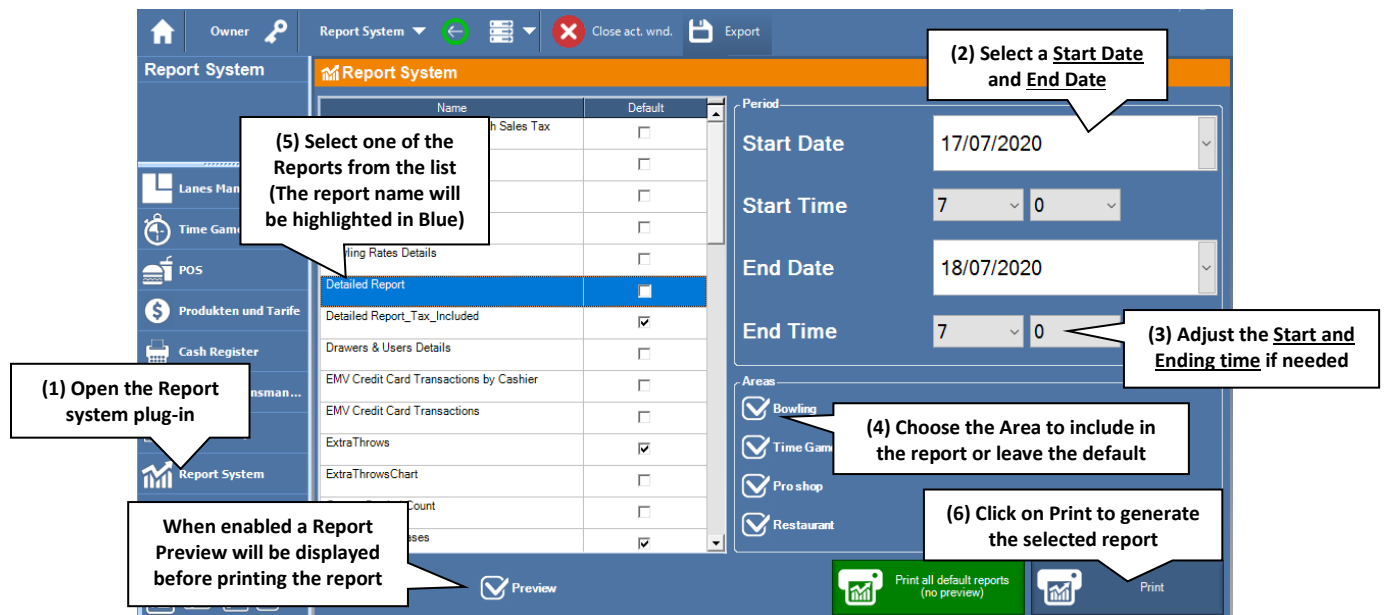 Owner
Report System
Close act. wnd.
Export
Report System
Report System
(2) Select a Start Date
and End Date
Name
Default
Period
Sales Tax
(5) Select one of the
Reports from the list
(The report name will
be highlighted in Blue)
Start Date
17/07/2020
Lanes
Start Time
7
0
Time
Rates Details
POS
End Date
18/07/2020
Detailed Report
Produkten und Tarife
Detailed Report_Tax_Included
End Time
7
0
(3) Adjust the Start and
Ending time if needed
Cash Register
Drawers & Users Details
(1) Open the Report
system plug-in
EMV Credit Card Transactions by Cashier
Areas
Bowling
EMV Credit Card Transactions
(4) Choose the Area to include in
the report or leave the default
ExtraThrows
Time
Report System
ExtraThrowsChart
Pro shop
Count
Restaurant
When enabled a Report
Preview will be displayed
before printing the report
(6) Click on Print to generate
the selected report
Preview
Print all default reports
(no preview)
Print